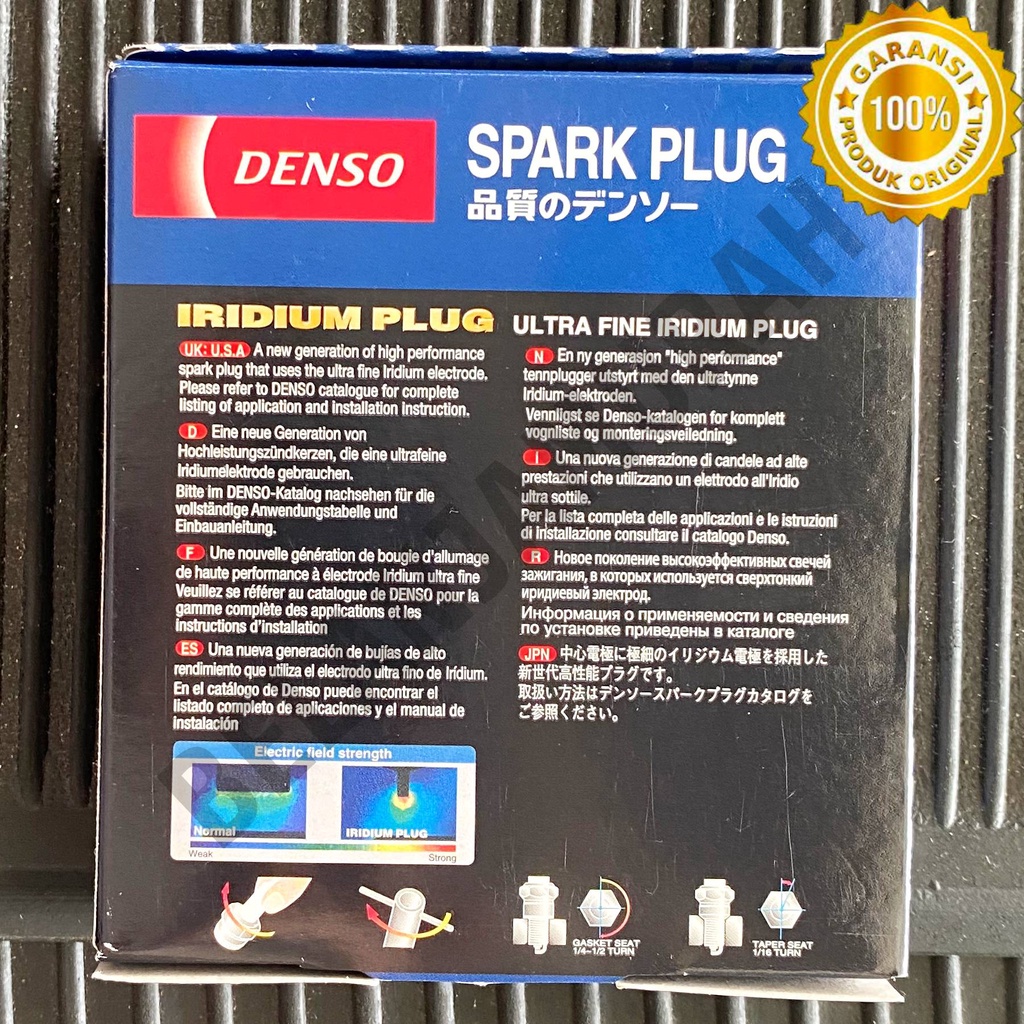 GARANSI
100%
PRODUK ORIGINAL
DENSO
SPARK PLUG
品質のデンソー
IRIDIUM PLUG
UK: U.S.A A new generation of high performance
spark plug that uses the ultra fine Iridium electrode.
Please refer to DENSO catalogue for complete
listing of application and Installation Instruction.
D Eine neue Generation von
Hochleistungszündkerzen, die eine ultrafeine
Iridiumelektrode gebrauchen.
Bitte im DENSO-Katalog nachsehen für die
vollständige Anwendungstabelle und
Einbauanleitung.
F Une nouvelle génération de bougie d'allumage
de haute performance à électrode Iridium ultra fine
Veuillez se référer au catalogue de DENSO pour la
gamme complète des applications et les
instructions d'installation
ES Una nueva generación de bujías de alto
rendimiento que utiliza el electrodo ultra fino de Irídium.
En el catálogo de Denso puede encontrar el
listado completo de aplicaciones y el manual de
instalación
ULTRA FINE IRIDIUM PLUG
N En ny generasjon "high performance"
tennplugger utstyrt med den ultratynne
Iridium-elektroden.
Vennligst se Denso-katalogen for komplett
vognliste og monteringsveiledning.
I Una nuova generazione di candele ad alte
prestazioni che utilizzano un elettrodo all'Iridio
ultra sottile.
Per la lista completa delle applicazioni e le istruzioni
di installazione consultare il catalogo Denso.
R Новое поколение высокоэффективных свечей
зажигания, в которых используется сверхтонкий
иридиевый электрод.
Информация о применяемости и сведения
по установке приведены в каталоге
JPN 中心電極に極細のイリジウム電極を採用した
新世代高性能プラグです。
取扱い方法はデンソースパークプラグカタログを
ご参照ください。
Electric field strength
Normal
IRIDIUM PLUG
Weak
Strong
GASKET SEAT
1/4~1/2 TURN
TAPER SEAT
1/16 TURN